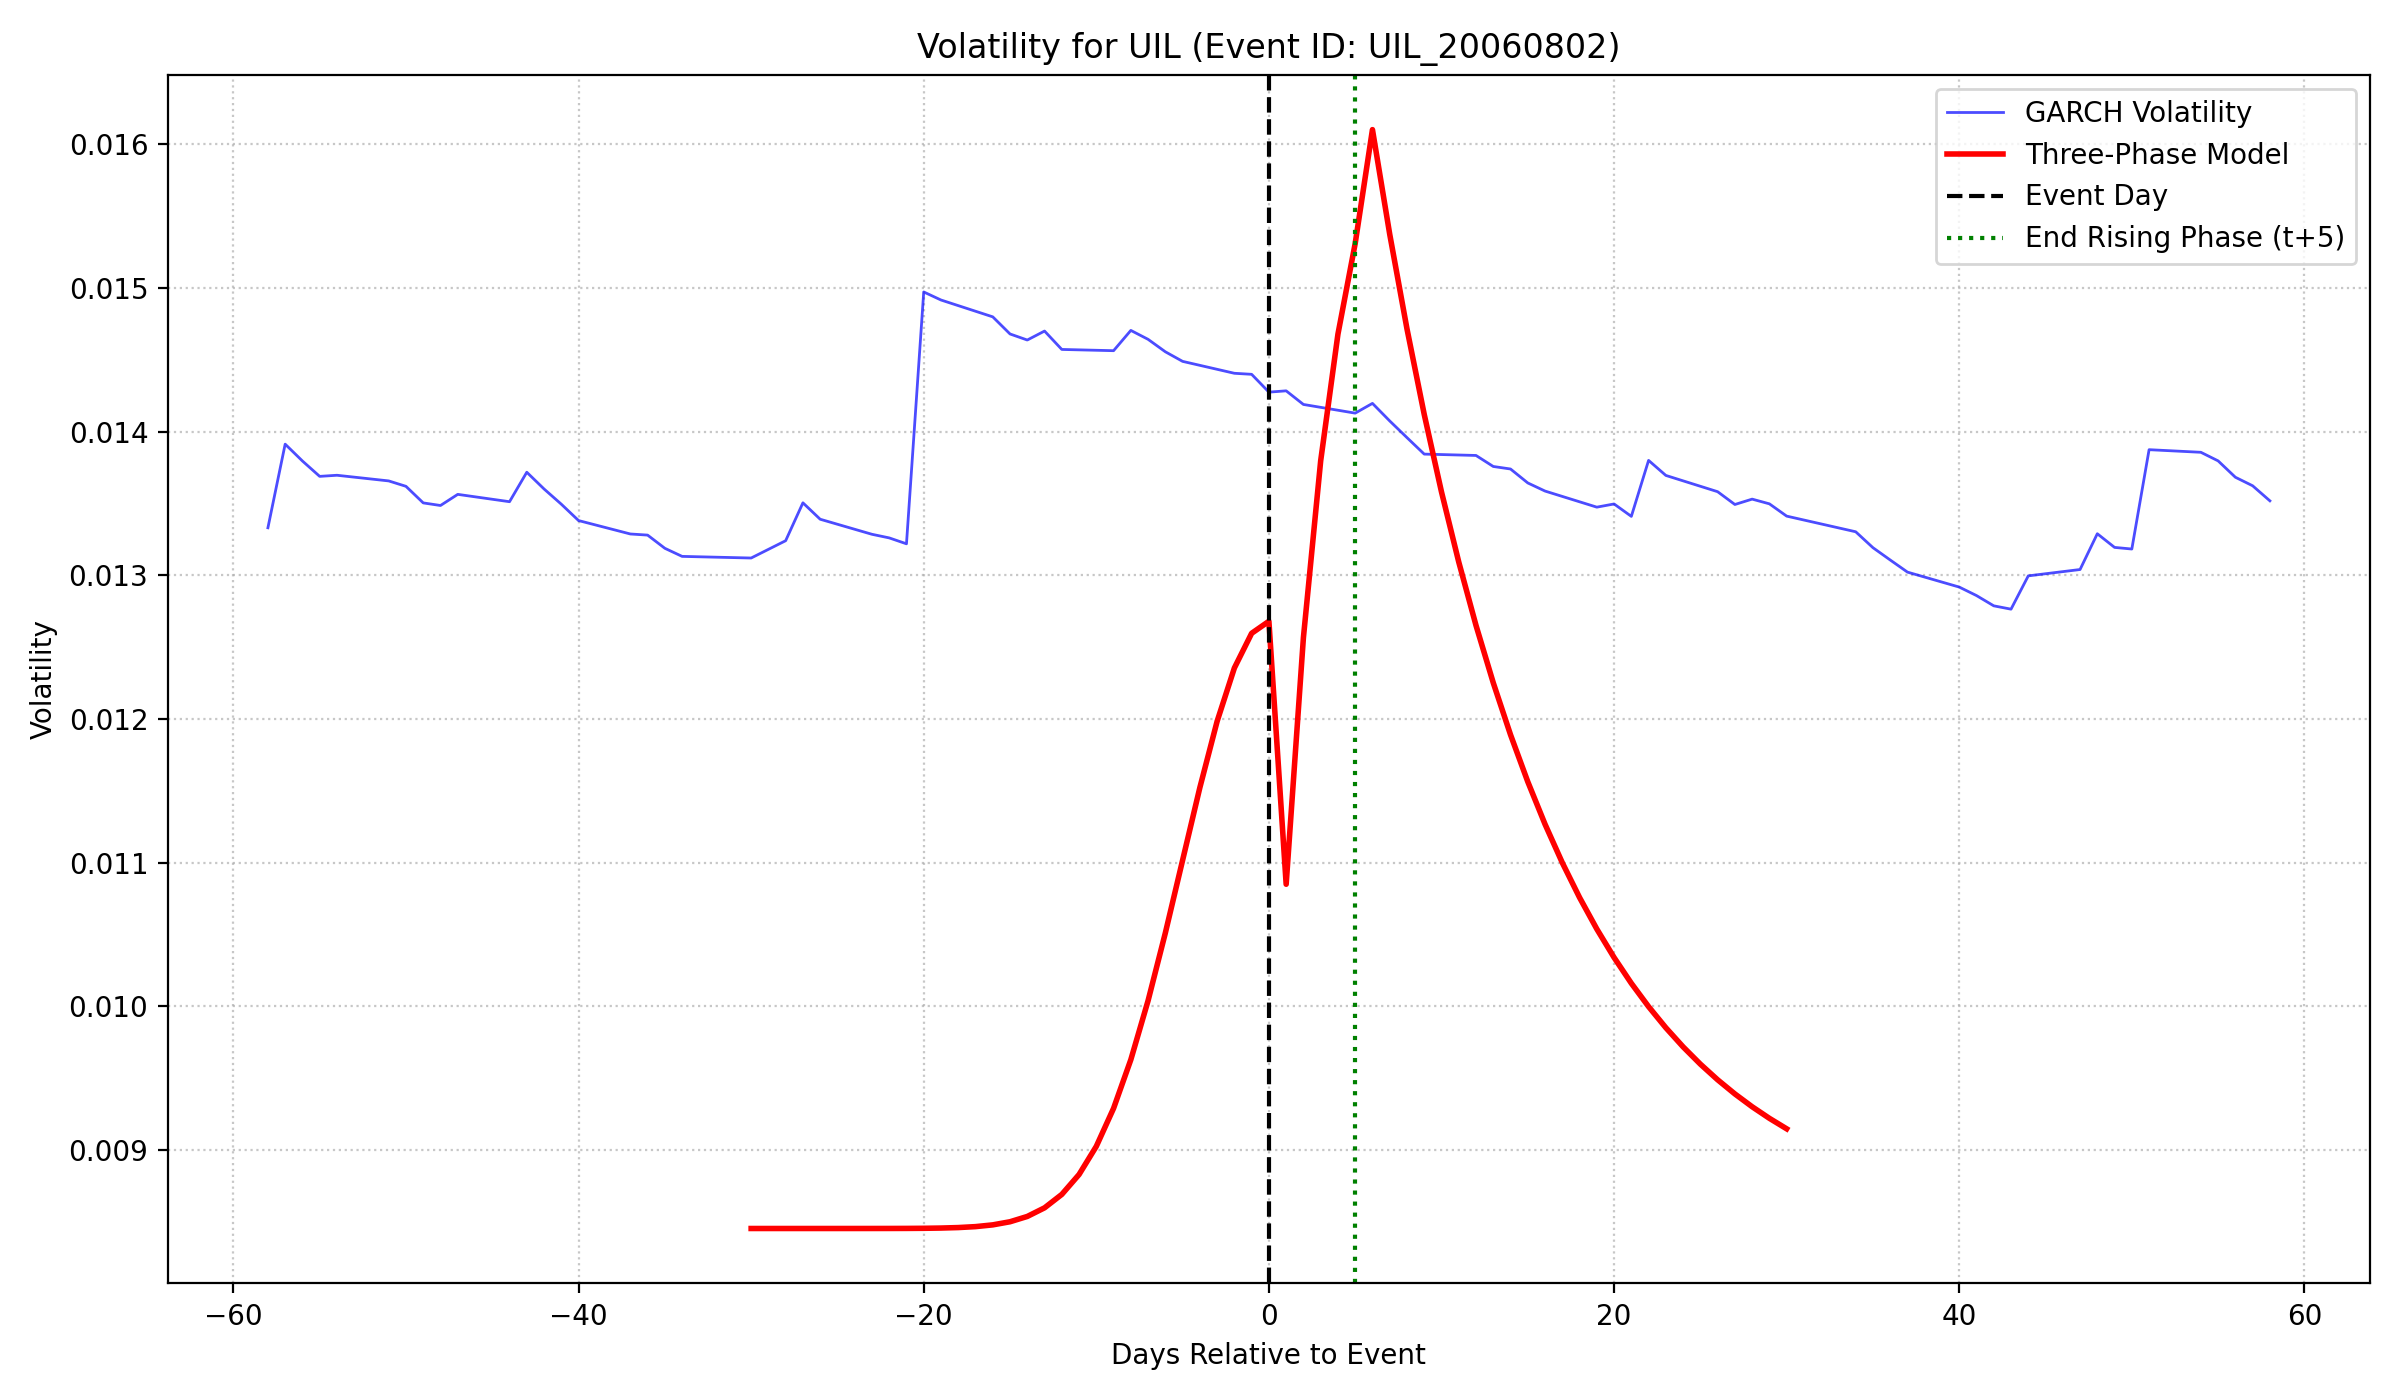 Volatility for UIL (Event ID: UIL_20060802)
GARCH Volatility
Three-Phase Model
Event Day
End Rising Phase (t+5)
Volatility
0.016
0.015
0.014
0.013
0.012
0.011
0.010
0.009
−60
−40
−20
0
20
40
60
Days Relative to Event